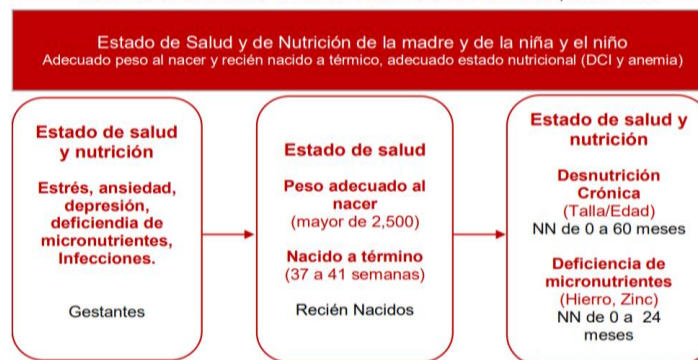 Estado de Salud y de Nutrición de la madre y de la niña y el niño
Adecuado peso al nacer y recién nacido a térmico, adecuado estado nutricional (DCI y anemia)
Estado de salud
y nutrición
Estrés, ansiedad,
depresión,
deficiendia de
micronutrientes,
Infecciones.
Gestantes
Estado de salud
Peso adecuado al
nacer
(mayor de 2,500)
Nacido a término
(37 a 41 semanas)
Recién Nacidos
Estado de salud y
nutrición
Desnutrición
Crónica
(Talla/Edad)
NN de 0 a 60 meses
Deficiencia de
micronutrientes
(Hierro, Zinc)
NN de 0 a 24
meses